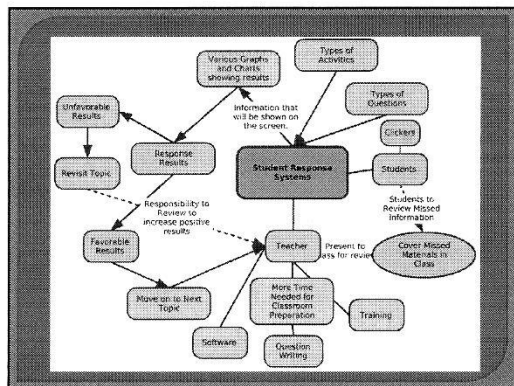 Various Graphs
and Charts
showing results
Types of
Activities
Unfavorable
Results
Information that
will be shown on
the screen.
Types of
Questions
Clickers
Revisit Topic
Response
Results
Student Response
Systems
Students
Responsibility to
Review to
increase positive
results
Students to
Review Missed
Information
Favorable
Results
Teacher
Present to
class for review
Cover Missed
Materials in
Class
Move on to Next
Topic
More Time
Needed for
Classroom
Preparation
Training
Software
Question
Writing